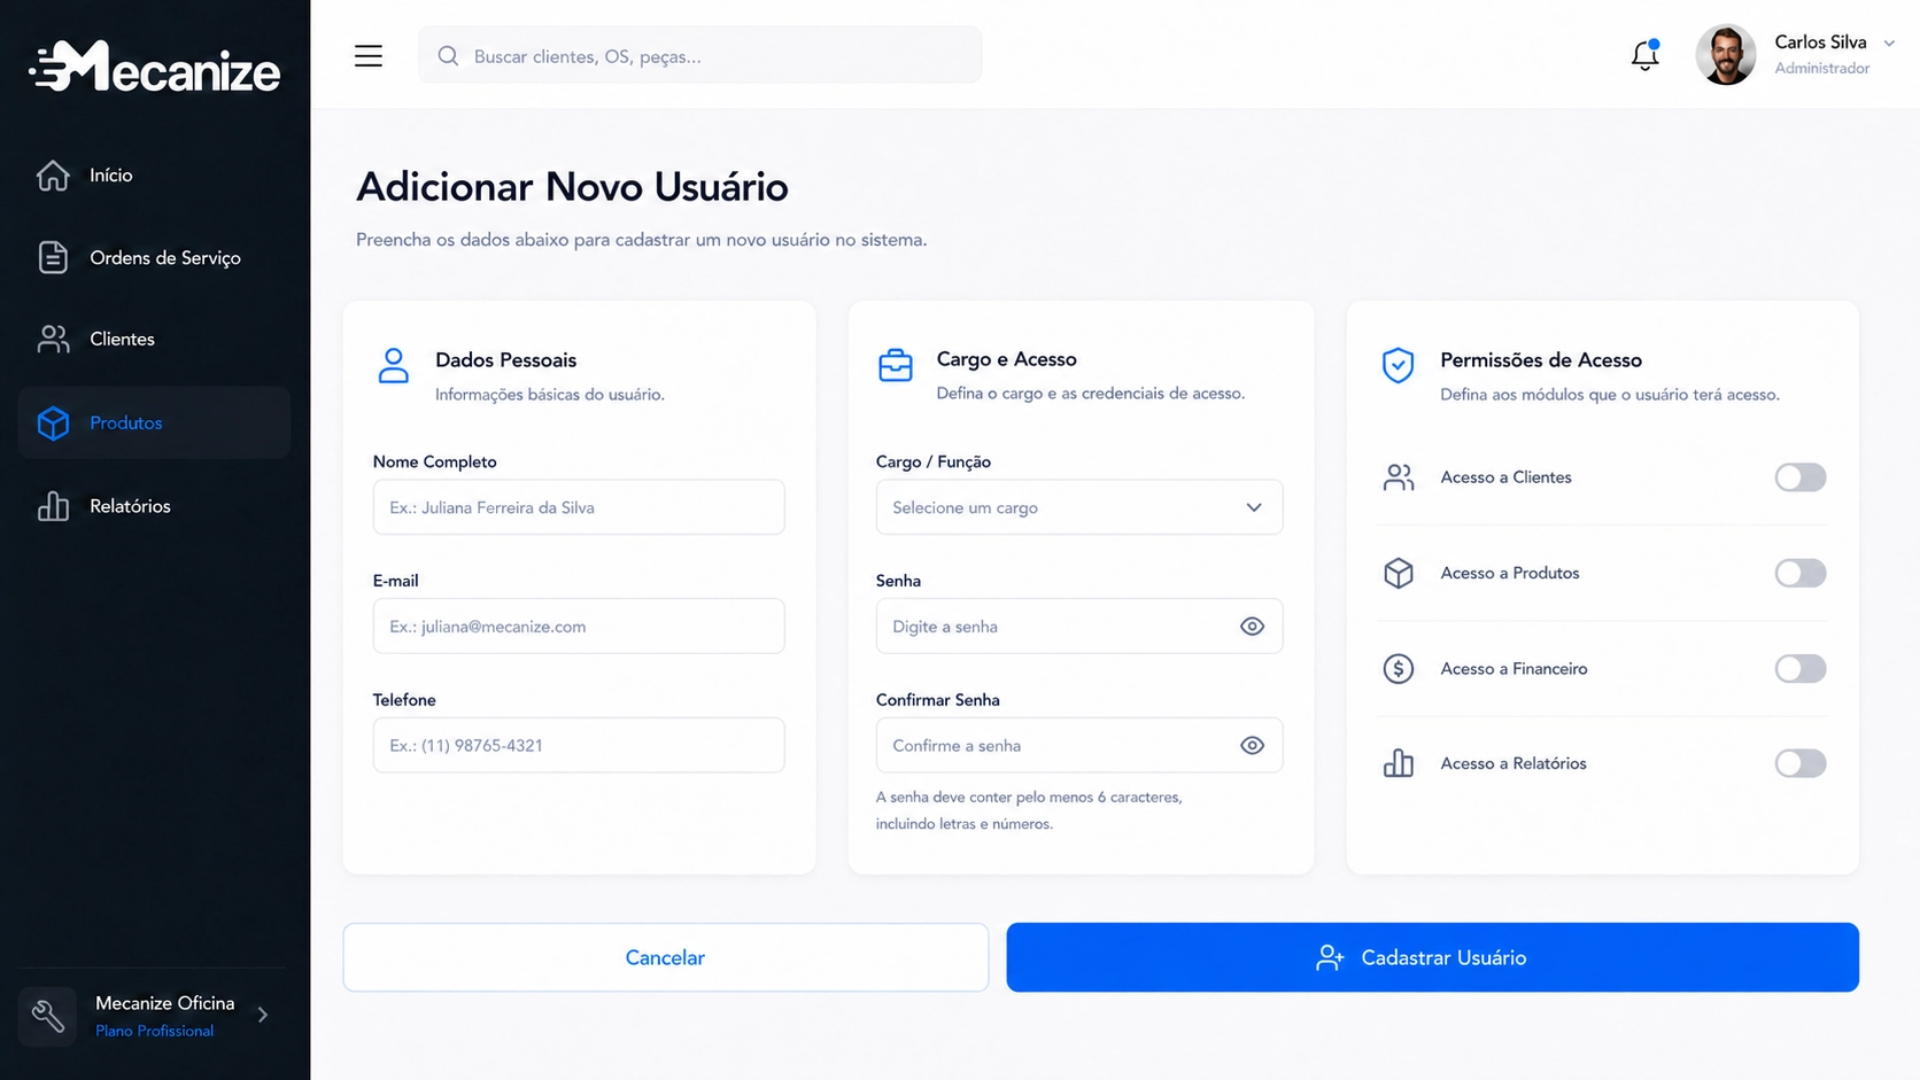 Mecanize
Início
Ordens de Serviço
Clientes
Produtos
Relatórios
Mecanize Oficina
Plano Profissional
Buscar clientes, OS, peças...
Carlos Silva
Administrador
Adicionar Novo Usuário
Preencha os dados abaixo para cadastrar um novo usuário no sistema.
Dados Pessoais
Informações básicas do usuário.
Nome Completo
Ex.: Juliana Ferreira da Silva
E-mail
Ex.: juliana@mecanize.com
Telefone
Ex.: (11) 98765-4321
Cargo e Acesso
Defina o cargo e as credenciais de acesso.
Cargo / Função
Selecione um cargo
Senha
Digite a senha
Confirmar Senha
Confirme a senha
A senha deve conter pelo menos 6 caracteres,
incluindo letras e números.
Permissões de Acesso
Defina aos módulos que o usuário terá acesso.
Acesso a Clientes
Acesso a Produtos
Acesso a Financeiro
Acesso a Relatórios
Cancelar
Cadastrar Usuário